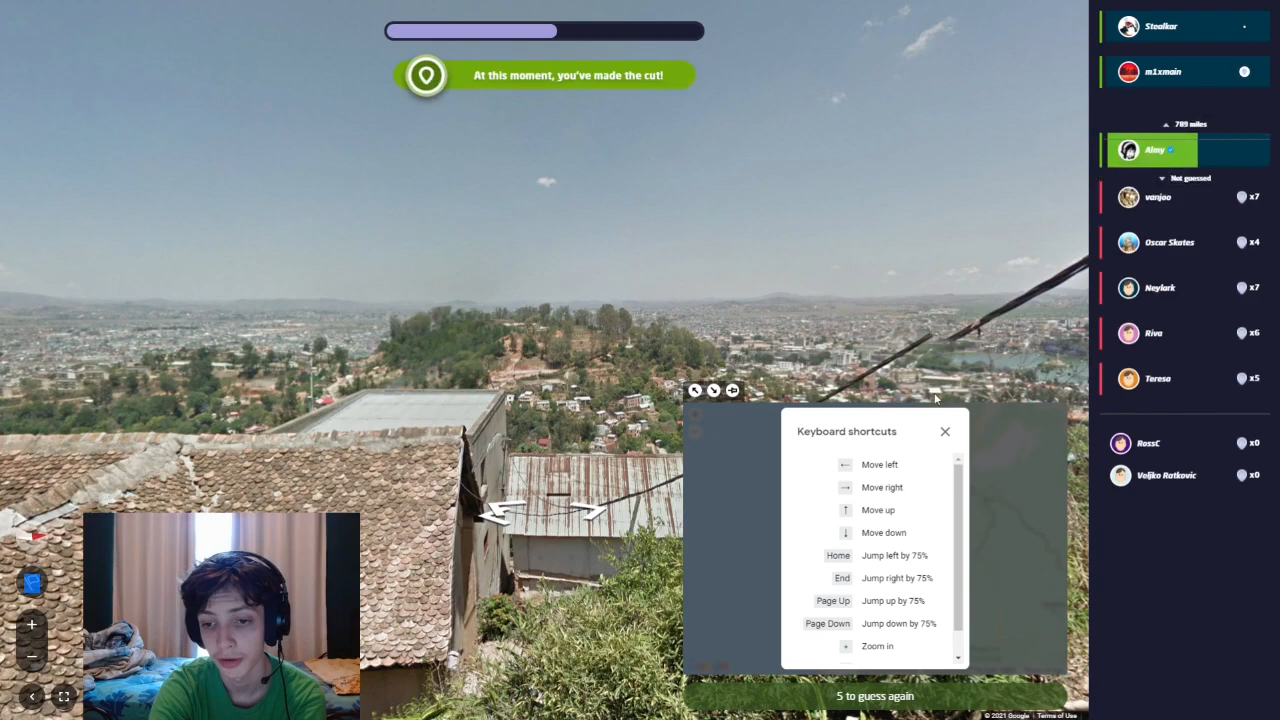 At this moment, you've made the cut!
Stealkar
m1xmain
789 miles
Almy
Not guessed
vanjoo x7
Oscar Skates x4
Neylark x7
Riva x6
Teresa x5
RossC x0
Veljko Ratkovic x0
Keyboard shortcuts
← Move left
→ Move right
↑ Move up
↓ Move down
Home Jump left by 75%
End Jump right by 75%
Page Up Jump up by 75%
Page Down Jump down by 75%
+ Zoom in
5 to guess again
© 2021 Google Terms of Use